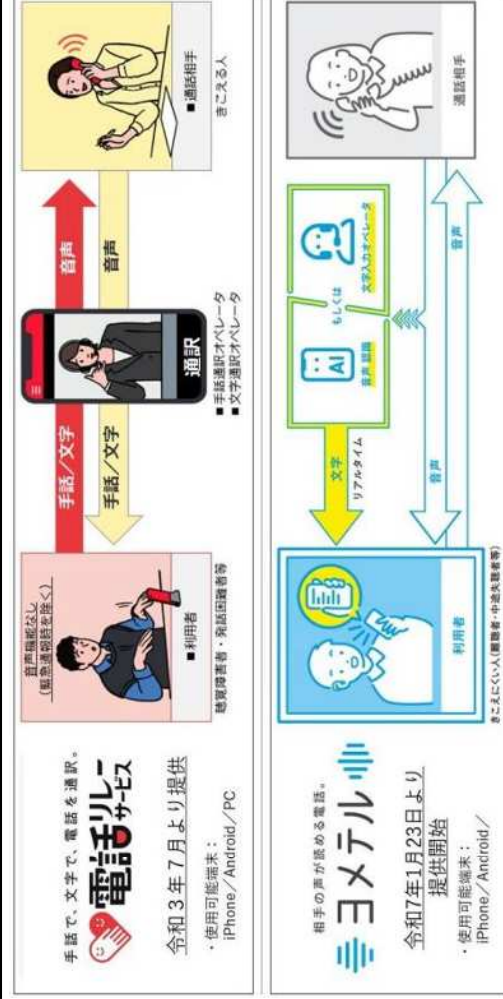 手話で、文字で、電話を通訳。
電話リレー
サービス
令和3年7月より提供
・使用可能端末：
iPhone/Android/PC
音声機能なし
(緊急通報時を除く)
■利用者
聴覚障害者・発話困難者等
手話/文字
手話/文字
通訳
■手話通訳オペレータ
■文字通訳オペレータ
音声
音声
■通話相手
きこえる人
相手の声が読める電話。
ヨメテル
令和7年1月23日より
提供開始
・使用可能端末：
iPhone/Android/
利用者
きこえにくい人(難聴者・中途失聴者等)
文字
リアルタイム
音声
AI
音声認識
もしくは
文字入力オペレータ
音声
通話相手